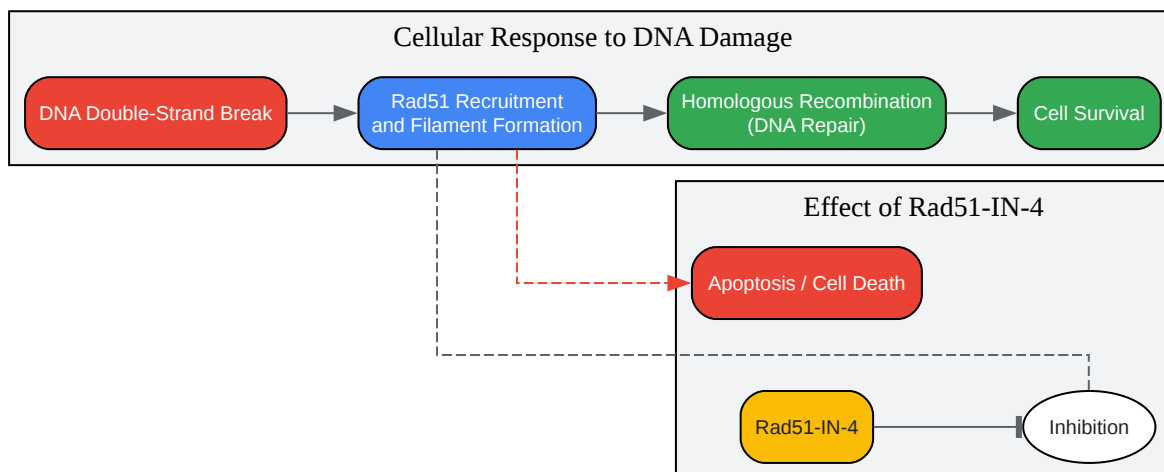 Cellular Response to DNA Damage
DNA Double-Strand Break
Rad51 Recruitment
and Filament Formation
Homologous Recombination
(DNA Repair)
Cell Survival
Effect of Rad51-IN-4
Apoptosis / Cell Death
Rad51-IN-4
Inhibition